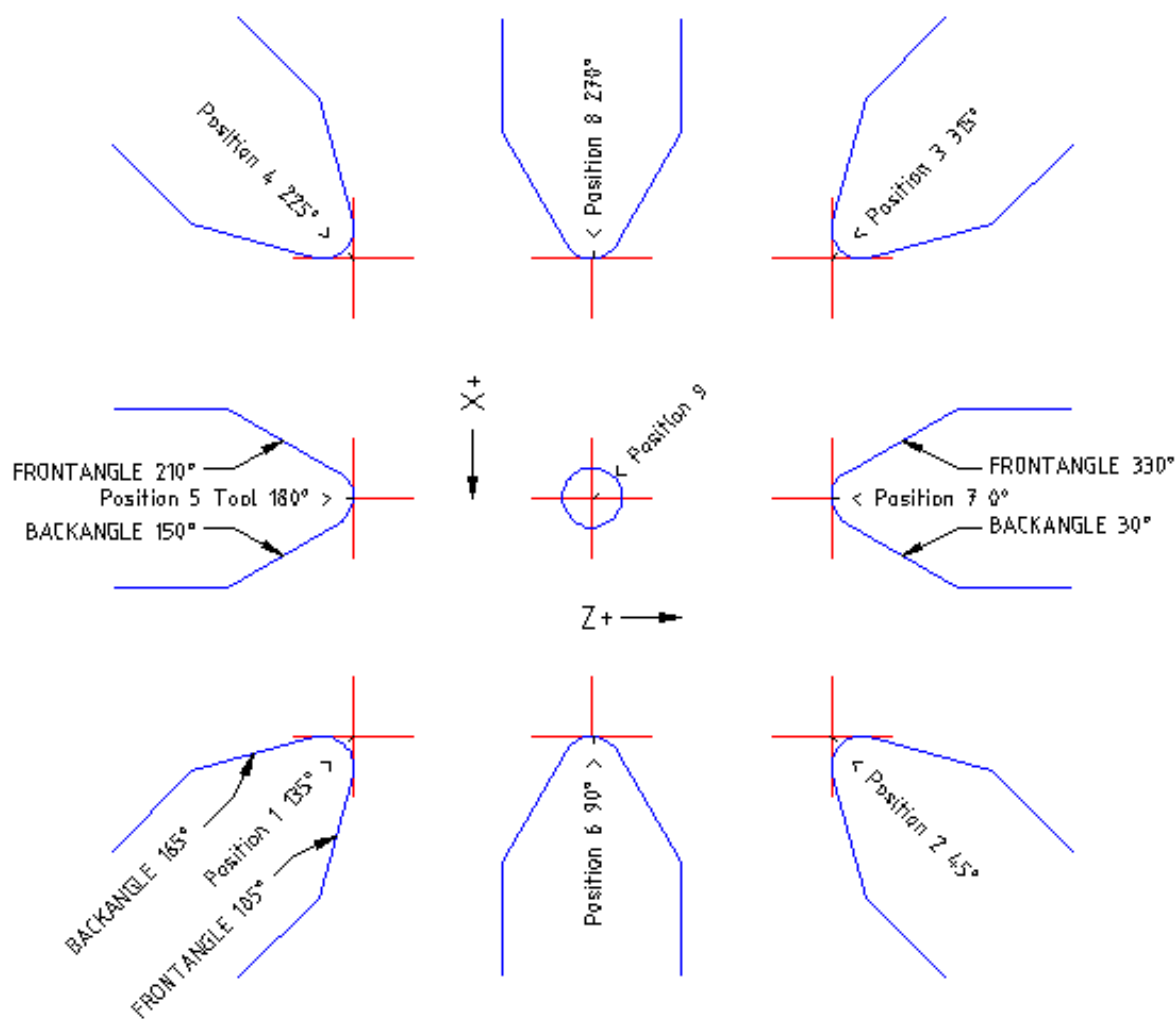 Position 4 225°
Position 8 270°
Position 3 315°
X+
Position 9
FRONTANGLE 210°
Position 5 Tool 180°
BACKANGLE 150°
FRONTANGLE 330°
Position 7 0°
BACKANGLE 30°
Z+
BACKANGLE 165°
Position 1 135°
FRONTANGLE 105°
Position 6 90°
Position 2 45°